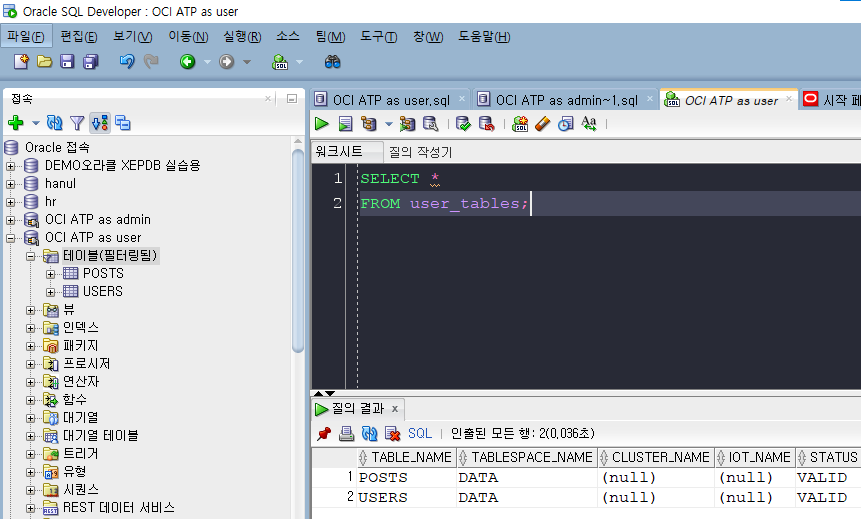 Oracle SQL Developer : OCI ATP as user
파일(F) 편집(E) 보기(V) 이동(N) 실행(R) 소스 팀(M) 도구(T) 창(W) 도움말(H)
접속
Oracle 접속
DEMO오라클 XEPDB 실습용
hanul
hr
OCI ATP as admin
OCI ATP as user
테이블(필터링됨)
POSTS
USERS
뷰
인덱스
패키지
프로시저
연산자
함수
대기열
대기열 테이블
트리거
유형
시퀀스
REST 데이터 서비스
OCI ATP as user.sql OCI ATP as admin~1.sql OCI ATP as user 시작 페
워크시트 질의 작성기
1 SELECT *
2 FROM user_tables;
질의 결과 x
SQL | 인출된 모든 행: 2(0,036초)
TABLE_NAME TABLESPACE_NAME CLUSTER_NAME IOT_NAME STATUS
1 POSTS DATA (null) (null) VALID
2 USERS DATA (null) (null) VALID